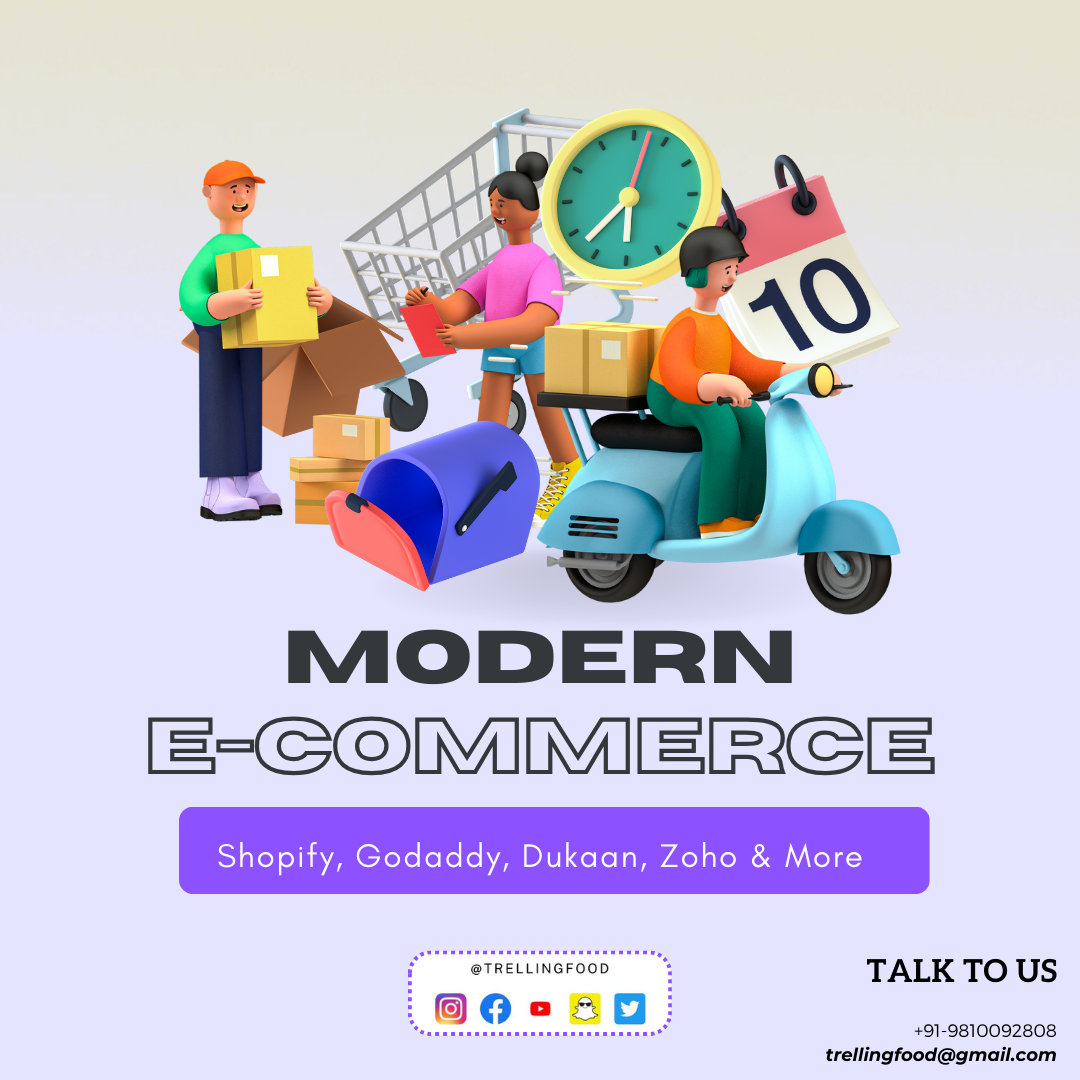 10
MODERN
E-COMMERCE
Shopify, Godaddy, Dukaan, Zoho & More
@TRELLINGFOOD
TALK TO US
+91-9810092808
trellingfood@gmail.com